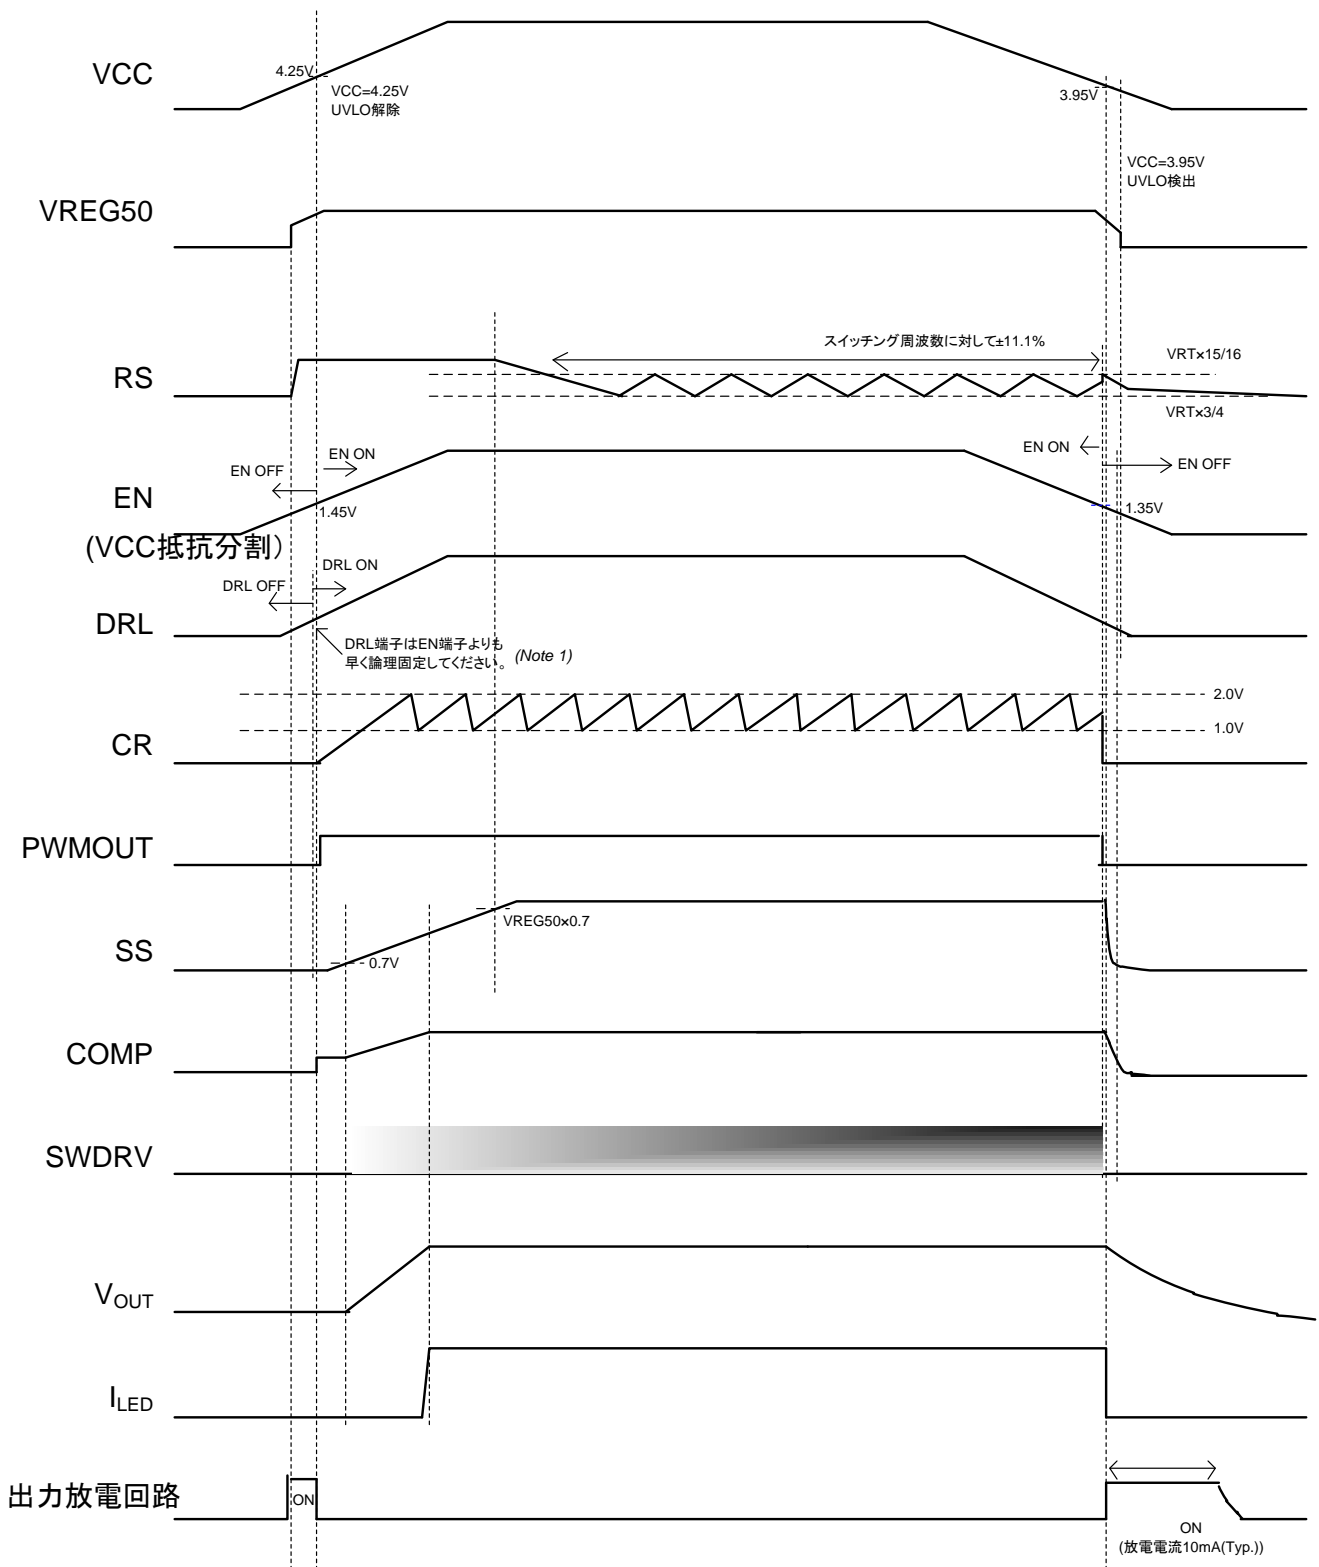 VCC
4.25V
VCC=4.25V
UVLO解除
3.95V
VCC=3.95V
UVLO検出
VREG50
スイッチング周波数に対して±11.1%
VRT×15/16
RS
VRT×3/4
EN ON
EN ON
EN OFF
EN OFF
EN
1.45V
1.35V
(VCC抵抗分割)
DRL ON
DRL OFF
DRL
DRL端子はEN端子よりも
早く論理固定してください。 (Note 1)
2.0V
1.0V
CR
PWMOUT
VREG50×0.7
SS
0.7V
COMP
SWDRV
VOUT
ILED
出力放電回路
ON
ON
(放電電流10mA(Typ.))